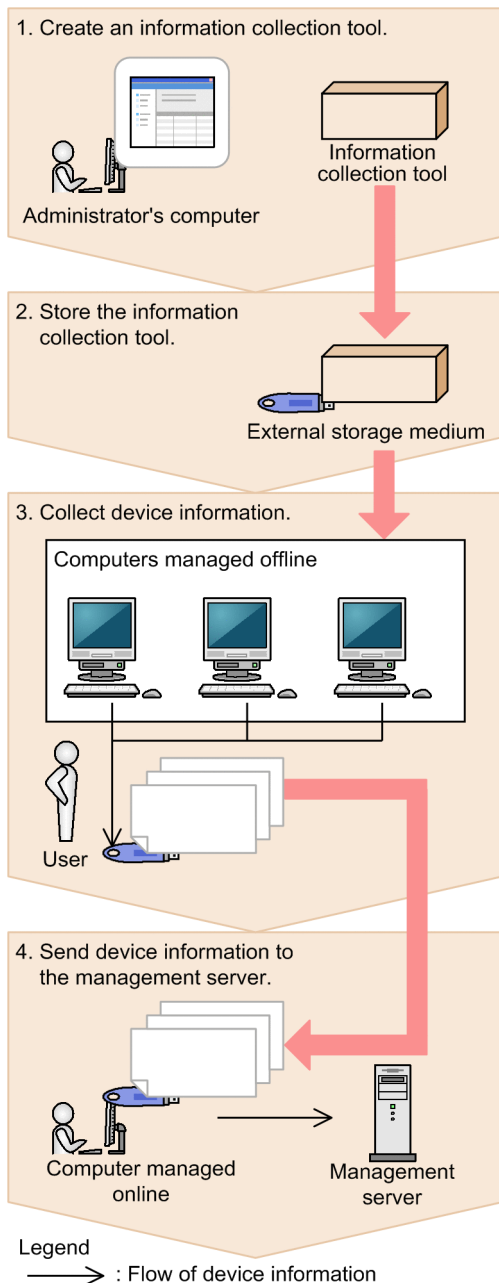 1. Create an information collection tool.
Information
collection tool
Administrator's computer
2. Store the information
collection tool.
External storage medium
3. Collect device information.
Computers managed offline
User
4. Send device information to
the management server.
Computer managed
online
Management
server
Legend
: Flow of device information